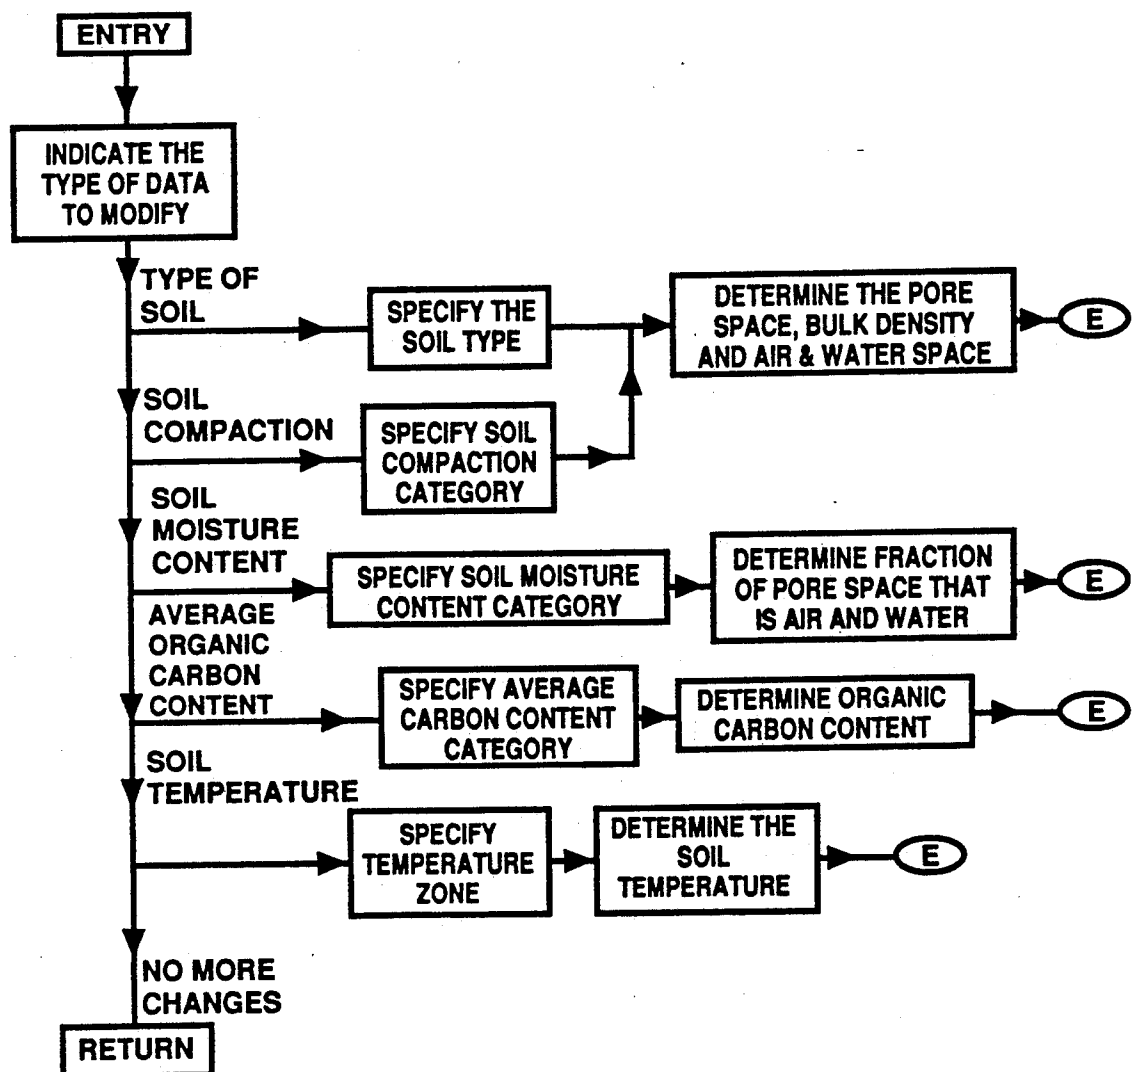 ENTRY
INDICATE THE
TYPE OF DATA
TO MODIFY
TYPE OF
SOIL
SPECIFY THE
SOIL TYPE
DETERMINE THE PORE
SPACE, BULK DENSITY
AND AIR & WATER SPACE
E
SOIL
COMPACTION
SPECIFY SOIL
COMPACTION
CATEGORY
SOIL
MOISTURE
CONTENT
SPECIFY SOIL MOISTURE
CONTENT CATEGORY
DETERMINE FRACTION
OF PORE SPACE THAT
IS AIR AND WATER
E
AVERAGE
ORGANIC
CARBON
CONTENT
SPECIFY AVERAGE
CARBON CONTENT
CATEGORY
DETERMINE ORGANIC
CARBON CONTENT
E
SOIL
TEMPERATURE
SPECIFY
TEMPERATURE
ZONE
DETERMINE THE
SOIL
TEMPERATURE
E
NO MORE
CHANGES
RETURN